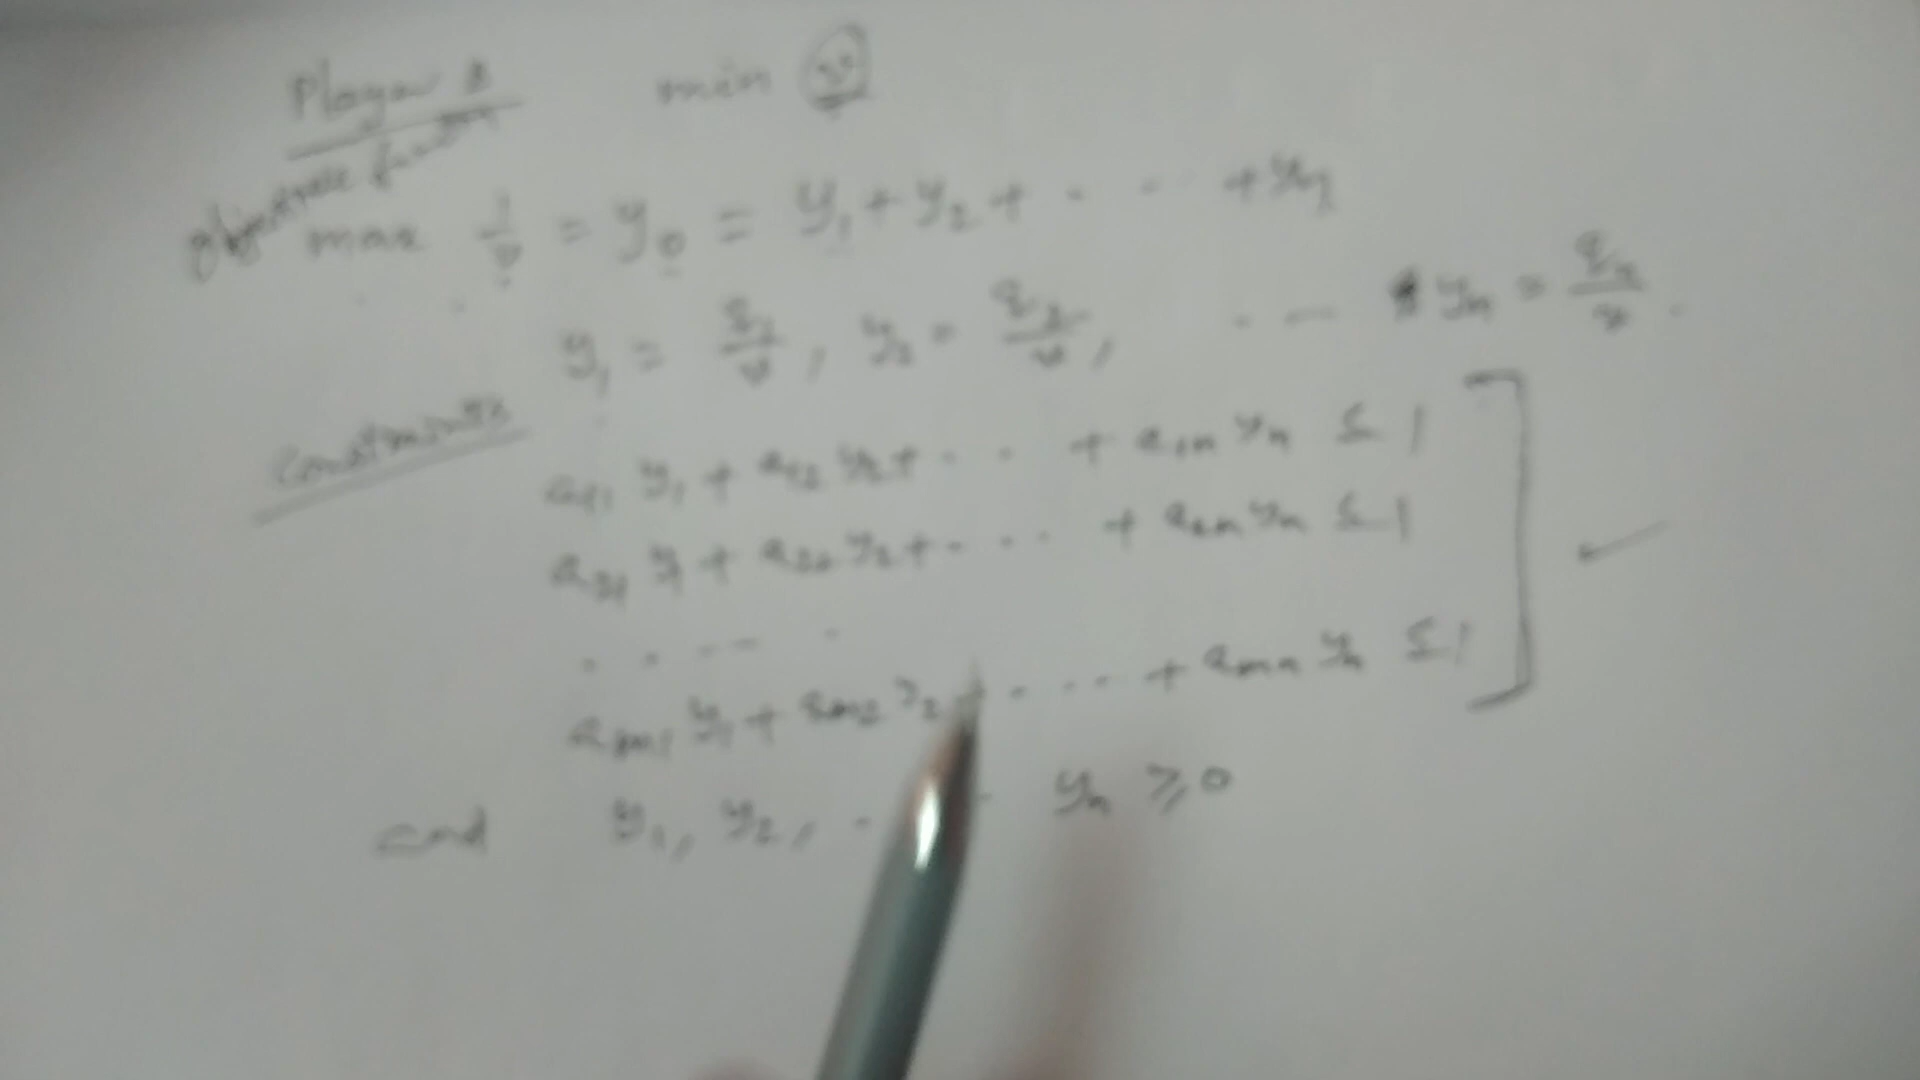 Player B min v
objective function
max 1/v = y₀ = y₁ + y₂ + . . . + yₙ
y₁ = q₁/v , y₂ = q₂/v , . . — yₙ = qₙ/v .
Constraints
a₁₁ y₁ + a₁₂ y₂ + . . . + a₁ₙ yₙ ≤ 1
a₂₁ y₁ + a₂₂ y₂ + . . . . + a₂ₙ yₙ ≤ 1
. . . — — .
aₘ₁ y₁ + aₘ₂ y₂ + . . . . + aₘₙ yₙ ≤ 1
and y₁, y₂, . . yₙ ≥ 0